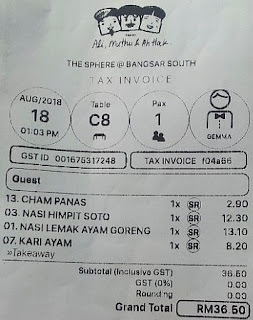 Ali, Muthu & Ah Hock
THE SPHERE @ BANGSAR SOUTH
TAX INVOICE
AUG/2018
18
01:03 PM
Table
C8
Pax
1
GEMMA
GST ID 001675317248
TAX INVOICE f04a66
Guest
13. CHAM PANAS 1x SR 2.90
03. NASI HIMPIT SOTO 1x SR 12.30
01. NASI LEMAK AYAM GORENG 1x SR 13.10
07. KARI AYAM 1x SR 8.20
»Takeaway
Subtotal (Inclusive GST) 36.50
GST (0%) 0.00
Rounding 0.00
Grand Total RM36.50